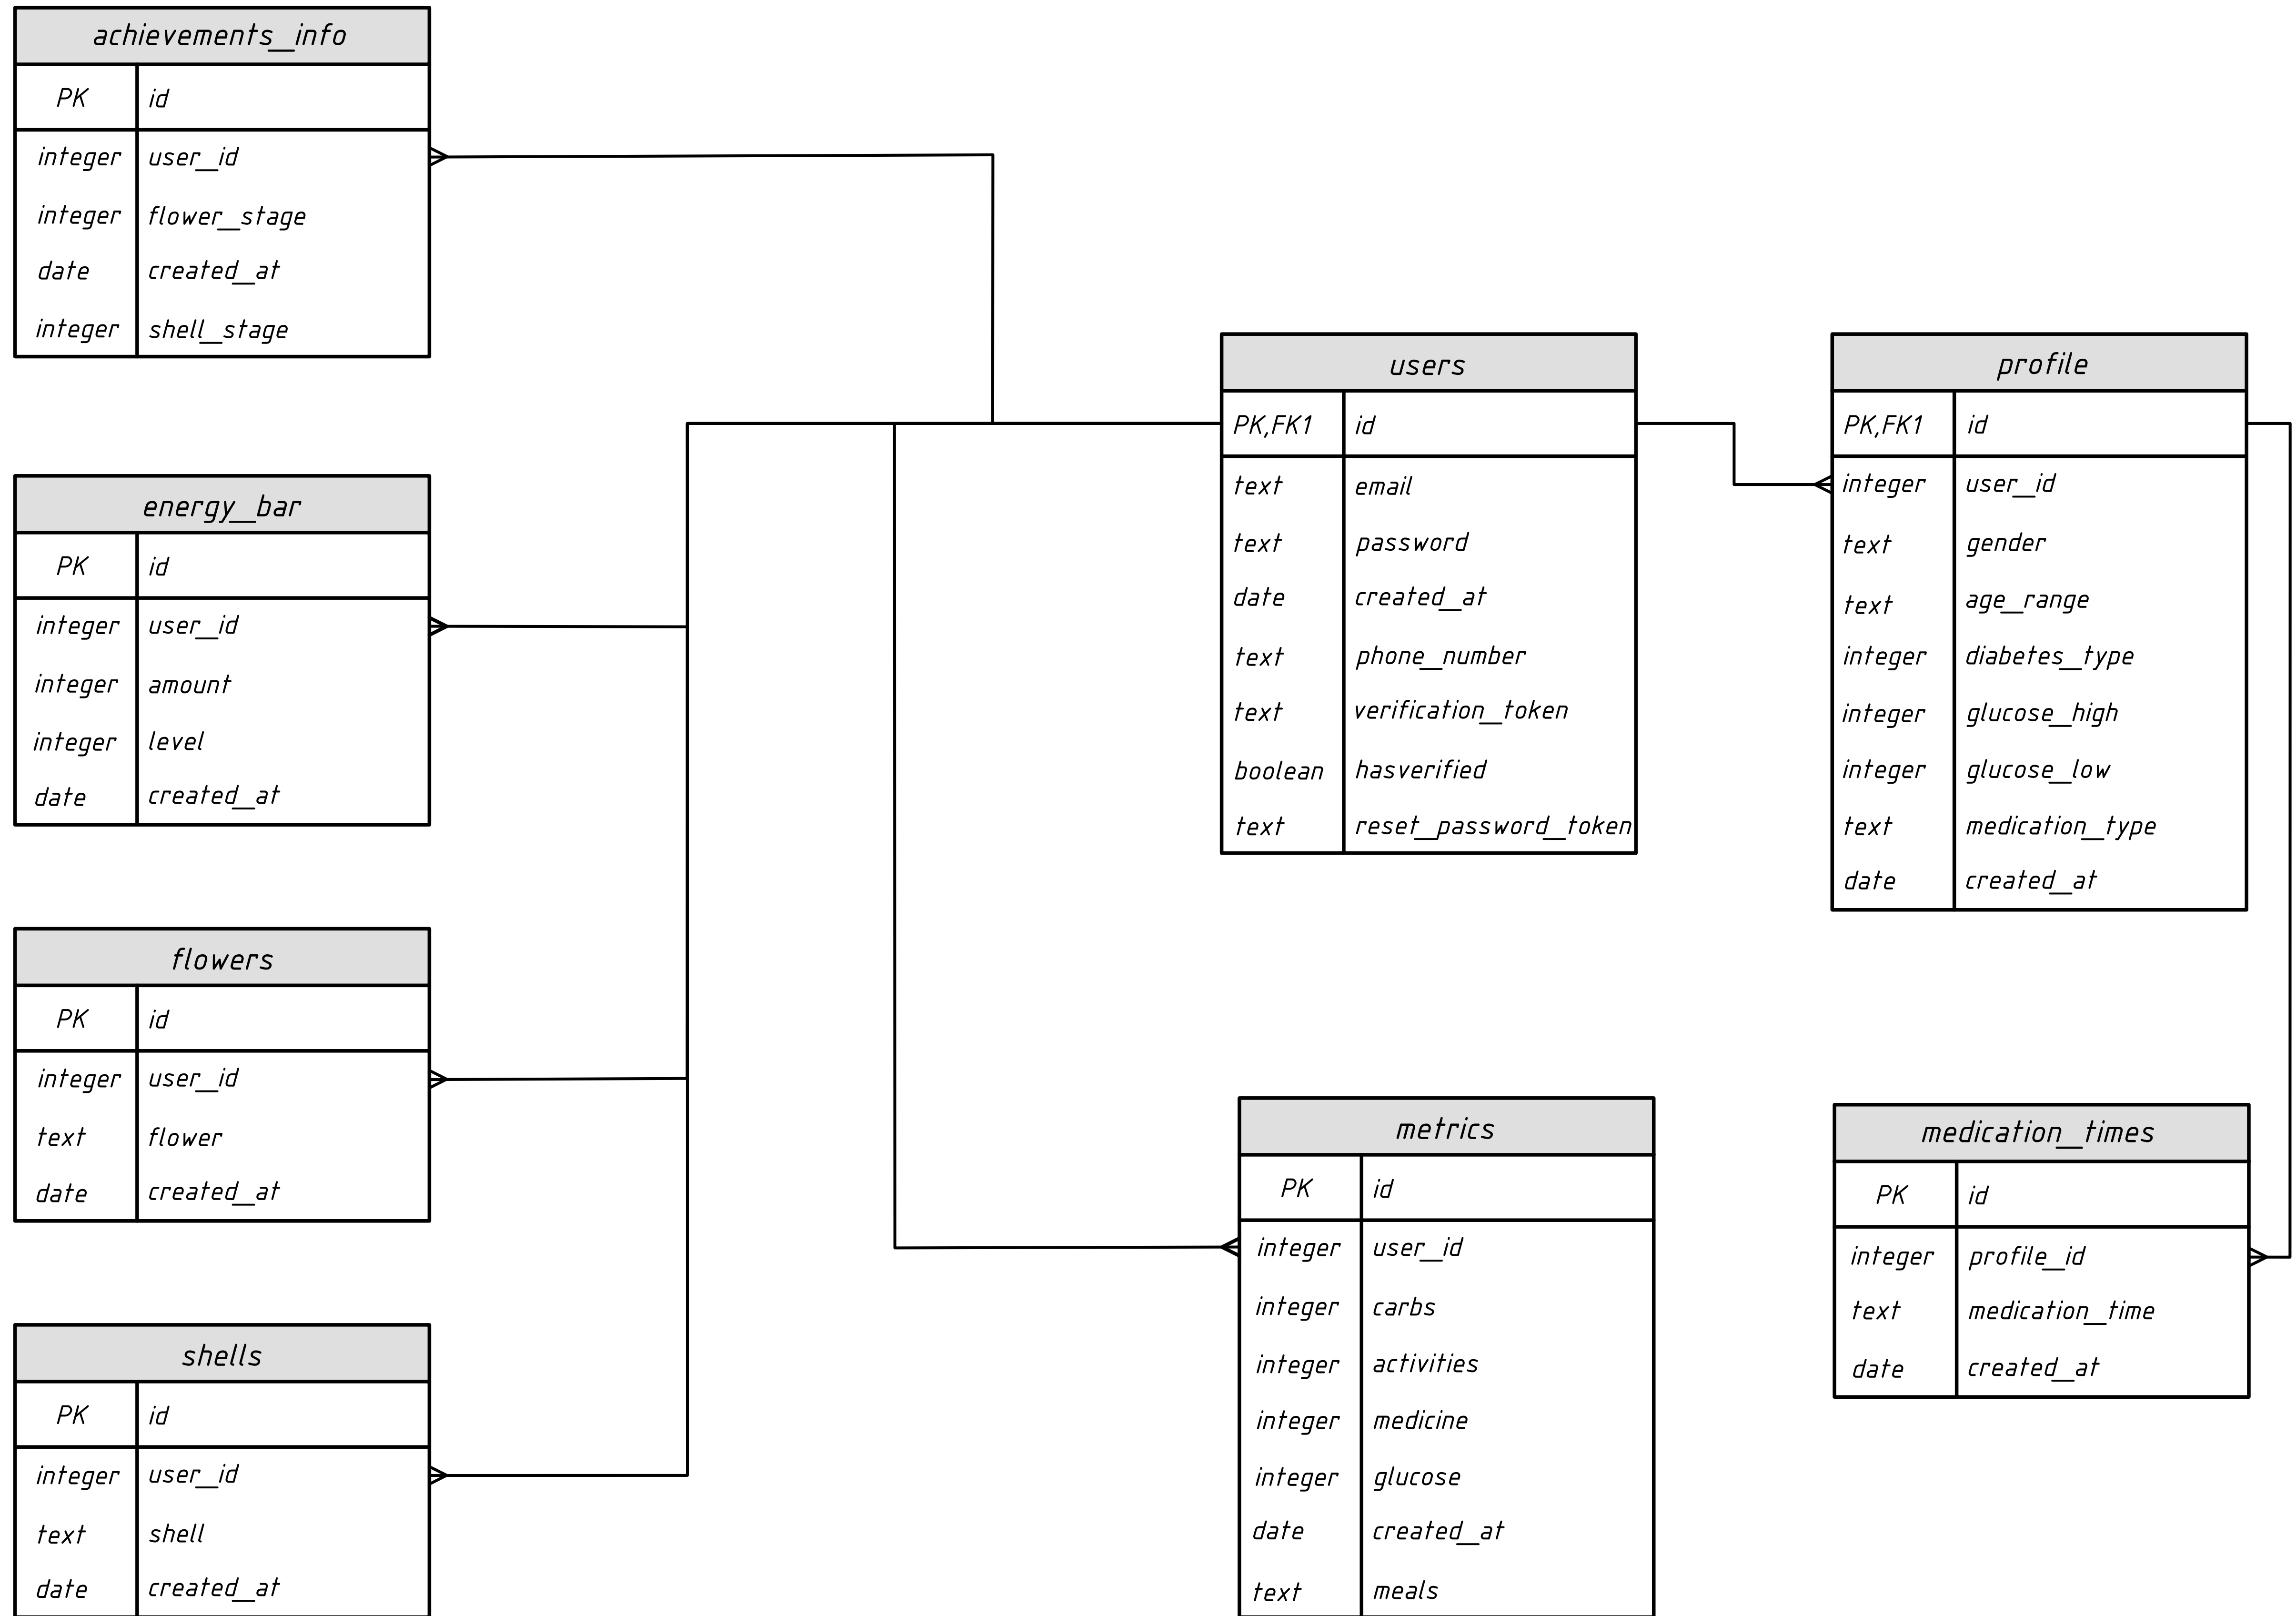 achievements_info
PK id
integer user_id
integer flower_stage
date created_at
integer shell_stage
energy_bar
PK id
integer user_id
integer amount
integer level
date created_at
flowers
PK id
integer user_id
text flower
date created_at
shells
PK id
integer user_id
text shell
date created_at
users
PK,FK1 id
text email
text password
date created_at
text phone_number
text verification_token
boolean hasverified
text reset_password_token
metrics
PK id
integer user_id
integer carbs
integer activities
integer medicine
integer glucose
date created_at
text meals
profile
PK,FK1 id
integer user_id
text gender
text age_range
integer diabetes_type
integer glucose_high
integer glucose_low
text medication_type
date created_at
medication_times
PK id
integer profile_id
text medication_time
date created_at